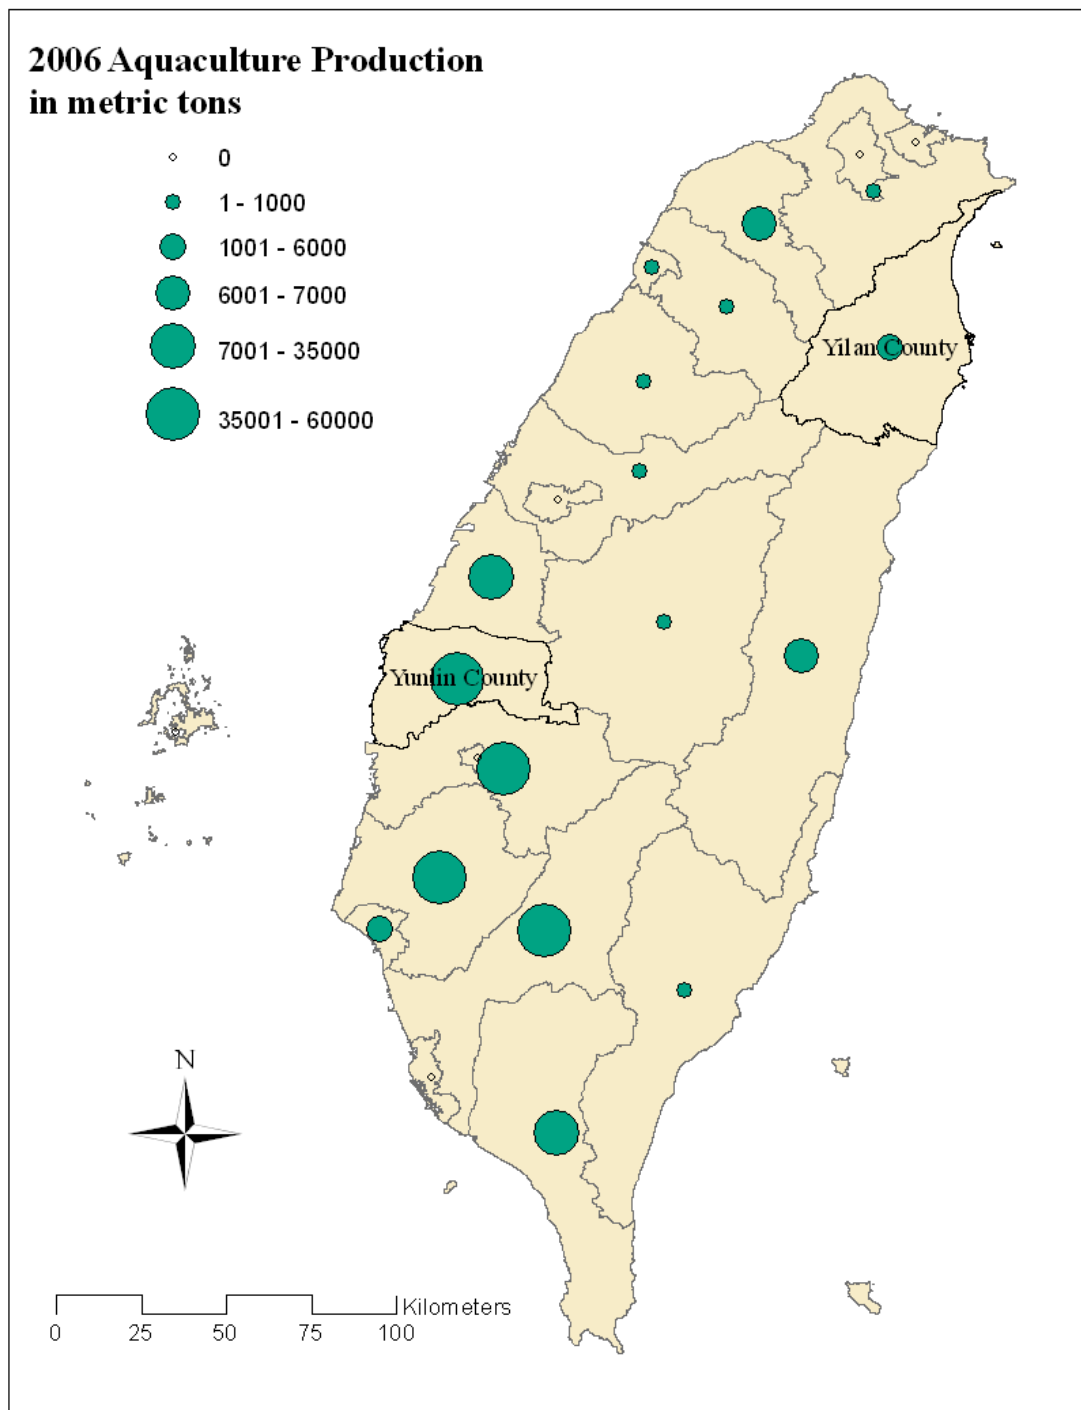 2006 Aquaculture Production
in metric tons
0
1 - 1000
1001 - 6000
6001 - 7000
7001 - 35000
35001 - 60000
Yilan County
Yunlin County
N
Kilometers
0 25 50 75 100